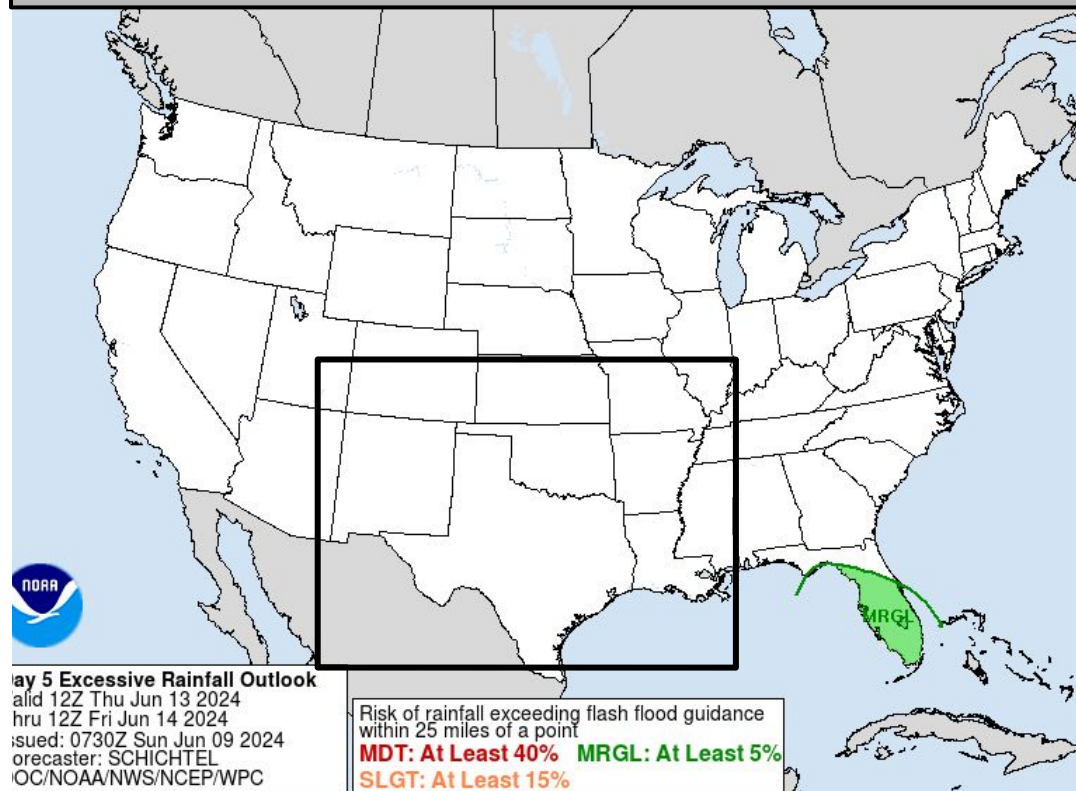 MRGL
NOAA
ay 5 Excessive Rainfall Outlook
alid 12Z Thu Jun 13 2024
hru 12Z Fri Jun 14 2024
ssued: 0730Z Sun Jun 09 2024
orecaster: SCHICHTEL
DOC/NOAA/NWS/NCEP/WPC
Risk of rainfall exceeding flash flood guidance
within 25 miles of a point
MDT: At Least 40% MRGL: At Least 5%
SLGT: At Least 15%